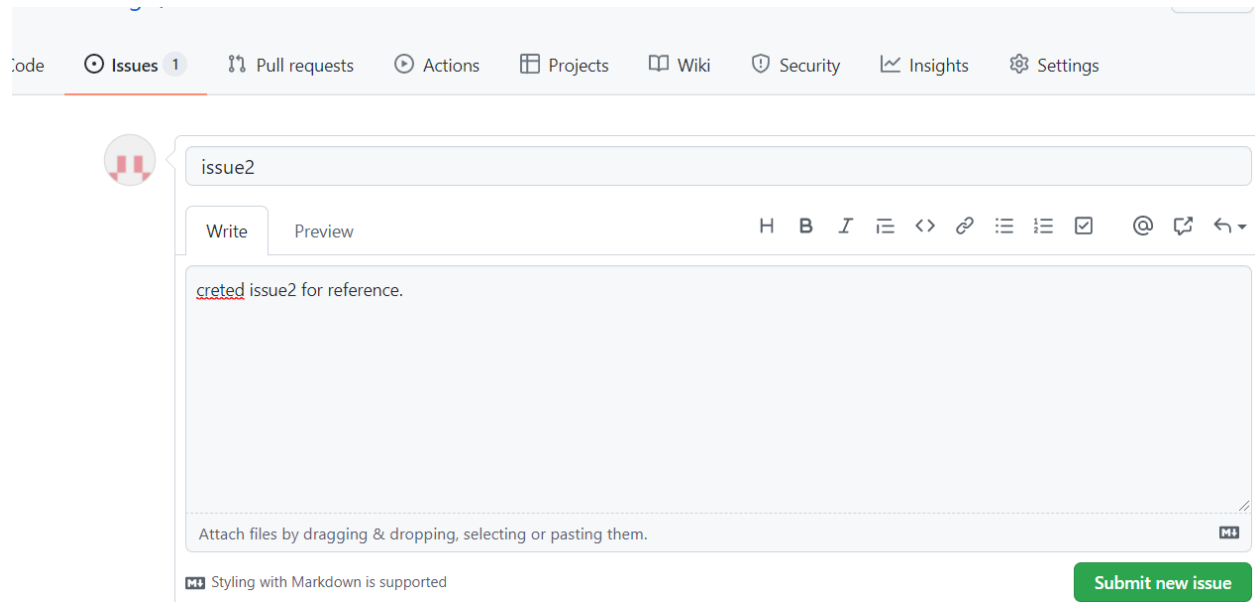 Code Issues 1 Pull requests Actions Projects Wiki Security Insights Settings
issue2
Write Preview H B I
creted issue2 for reference.
Attach files by dragging & dropping, selecting or pasting them.
Styling with Markdown is supported
Submit new issue